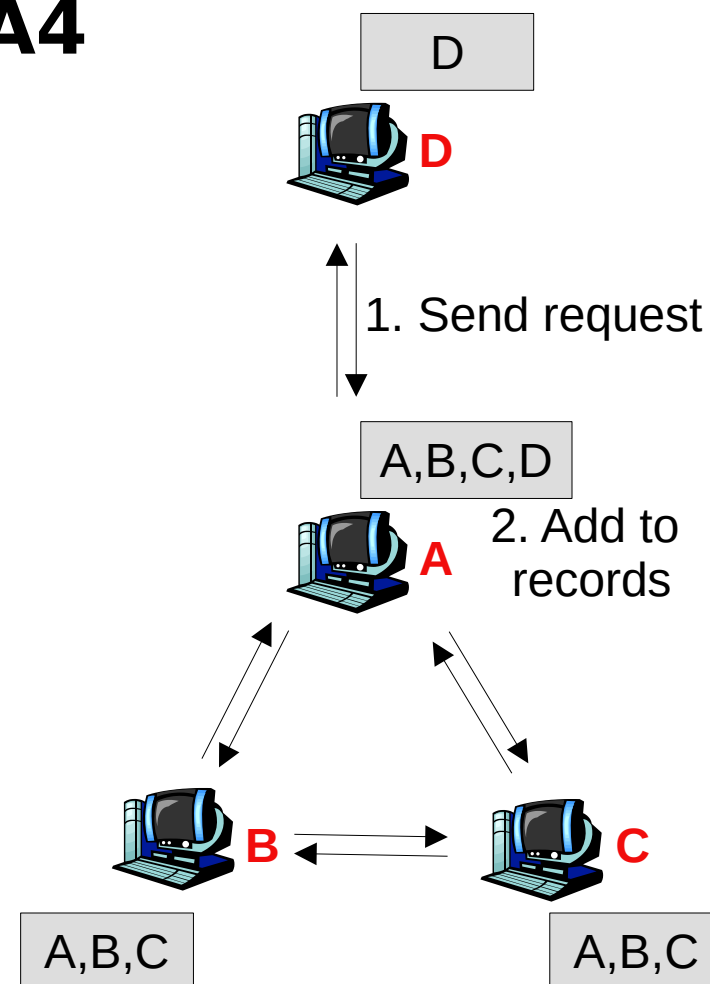 A4
D
D
1. Send request
A,B,C,D
A
2. Add to
records
B
C
A,B,C
A,B,C